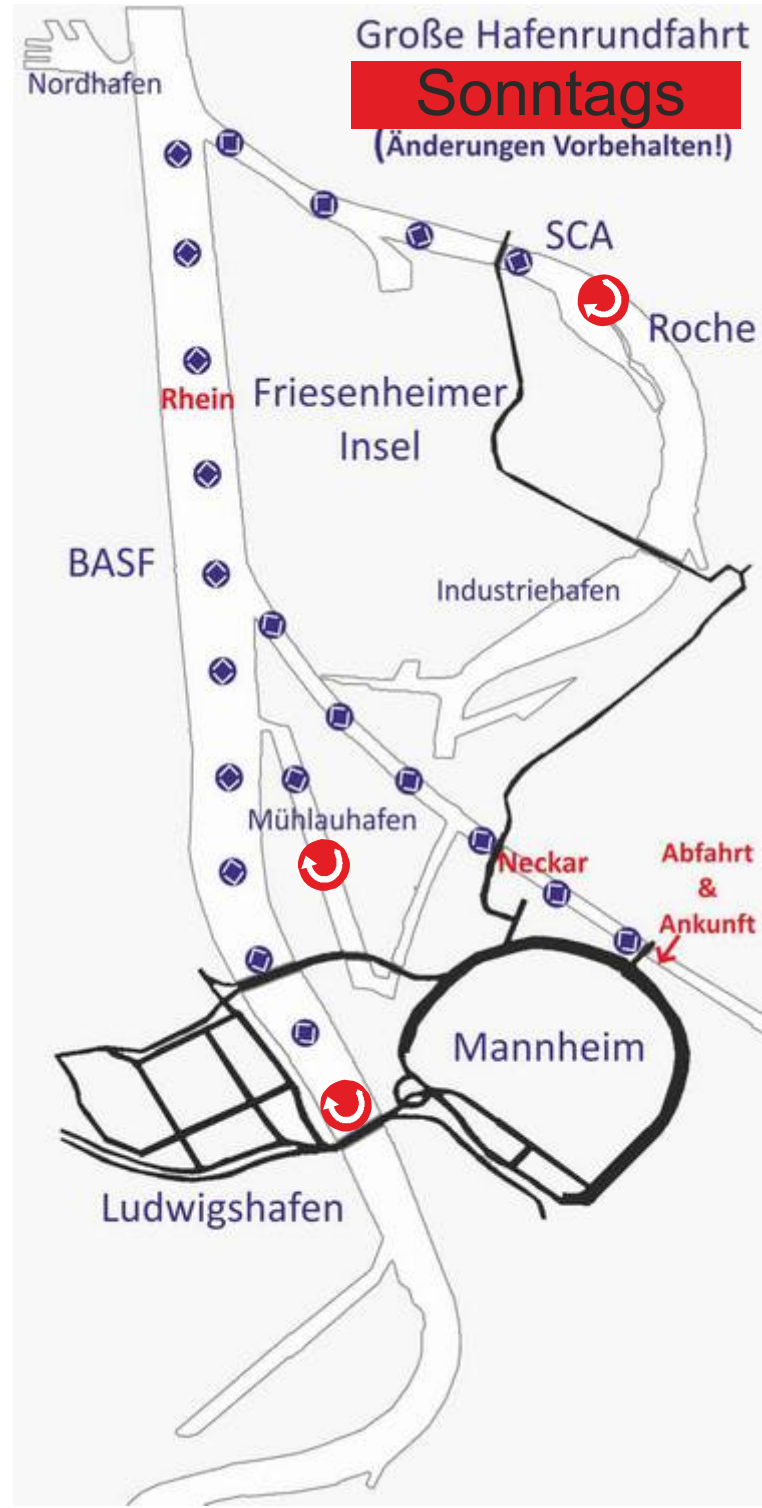 Große Hafenrundfahrt
Sonntags
(Änderungen Vorbehalten!)
Nordhafen
SCA
Roche
Rhein
Friesenheimer
Insel
BASF
Industriehafen
Mühlauhafen
Neckar
Abfahrt
&
Ankunft
Mannheim
Ludwigshafen